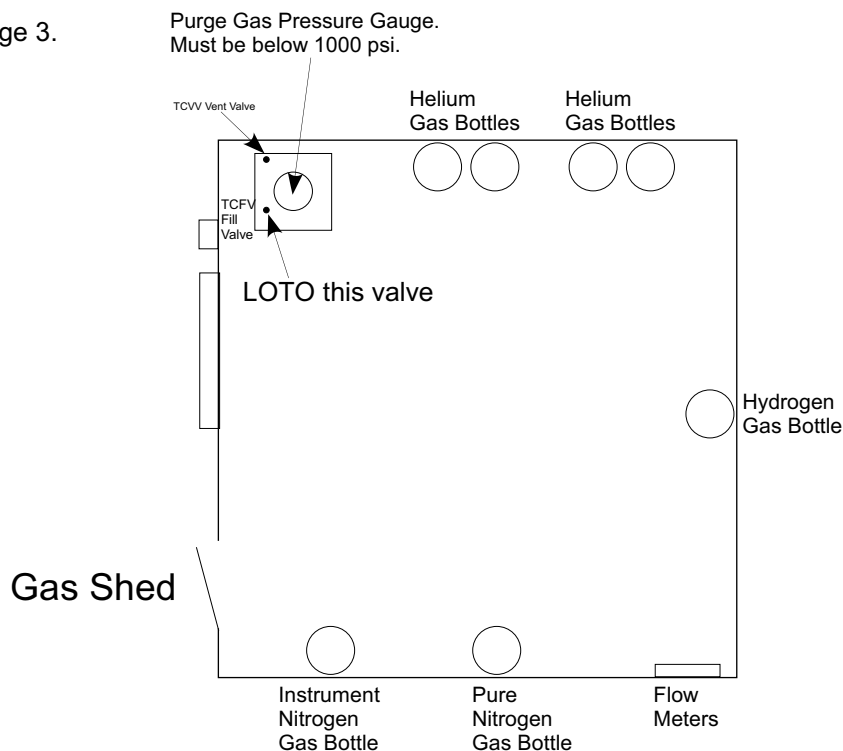 ge 3.
Purge Gas Pressure Gauge.
Must be below 1000 psi.
TCVV Vent Valve
Helium
Gas Bottles
Helium
Gas Bottles
TCFV
Fill
Valve
LOTO this valve
Hydrogen
Gas Bottle
Gas Shed
Instrument
Nitrogen
Gas Bottle
Pure
Nitrogen
Gas Bottle
Flow
Meters